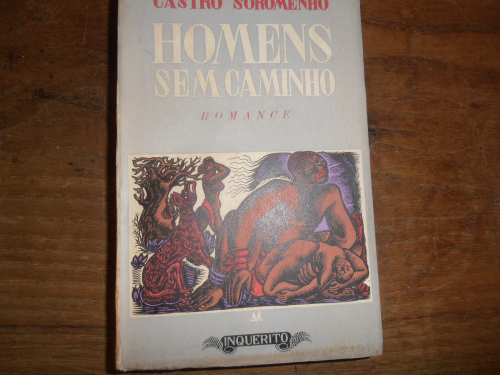 CASTRO SOROMENHO
HOMENS
SEM CAMINHO
ROMANCE
INQUERITO